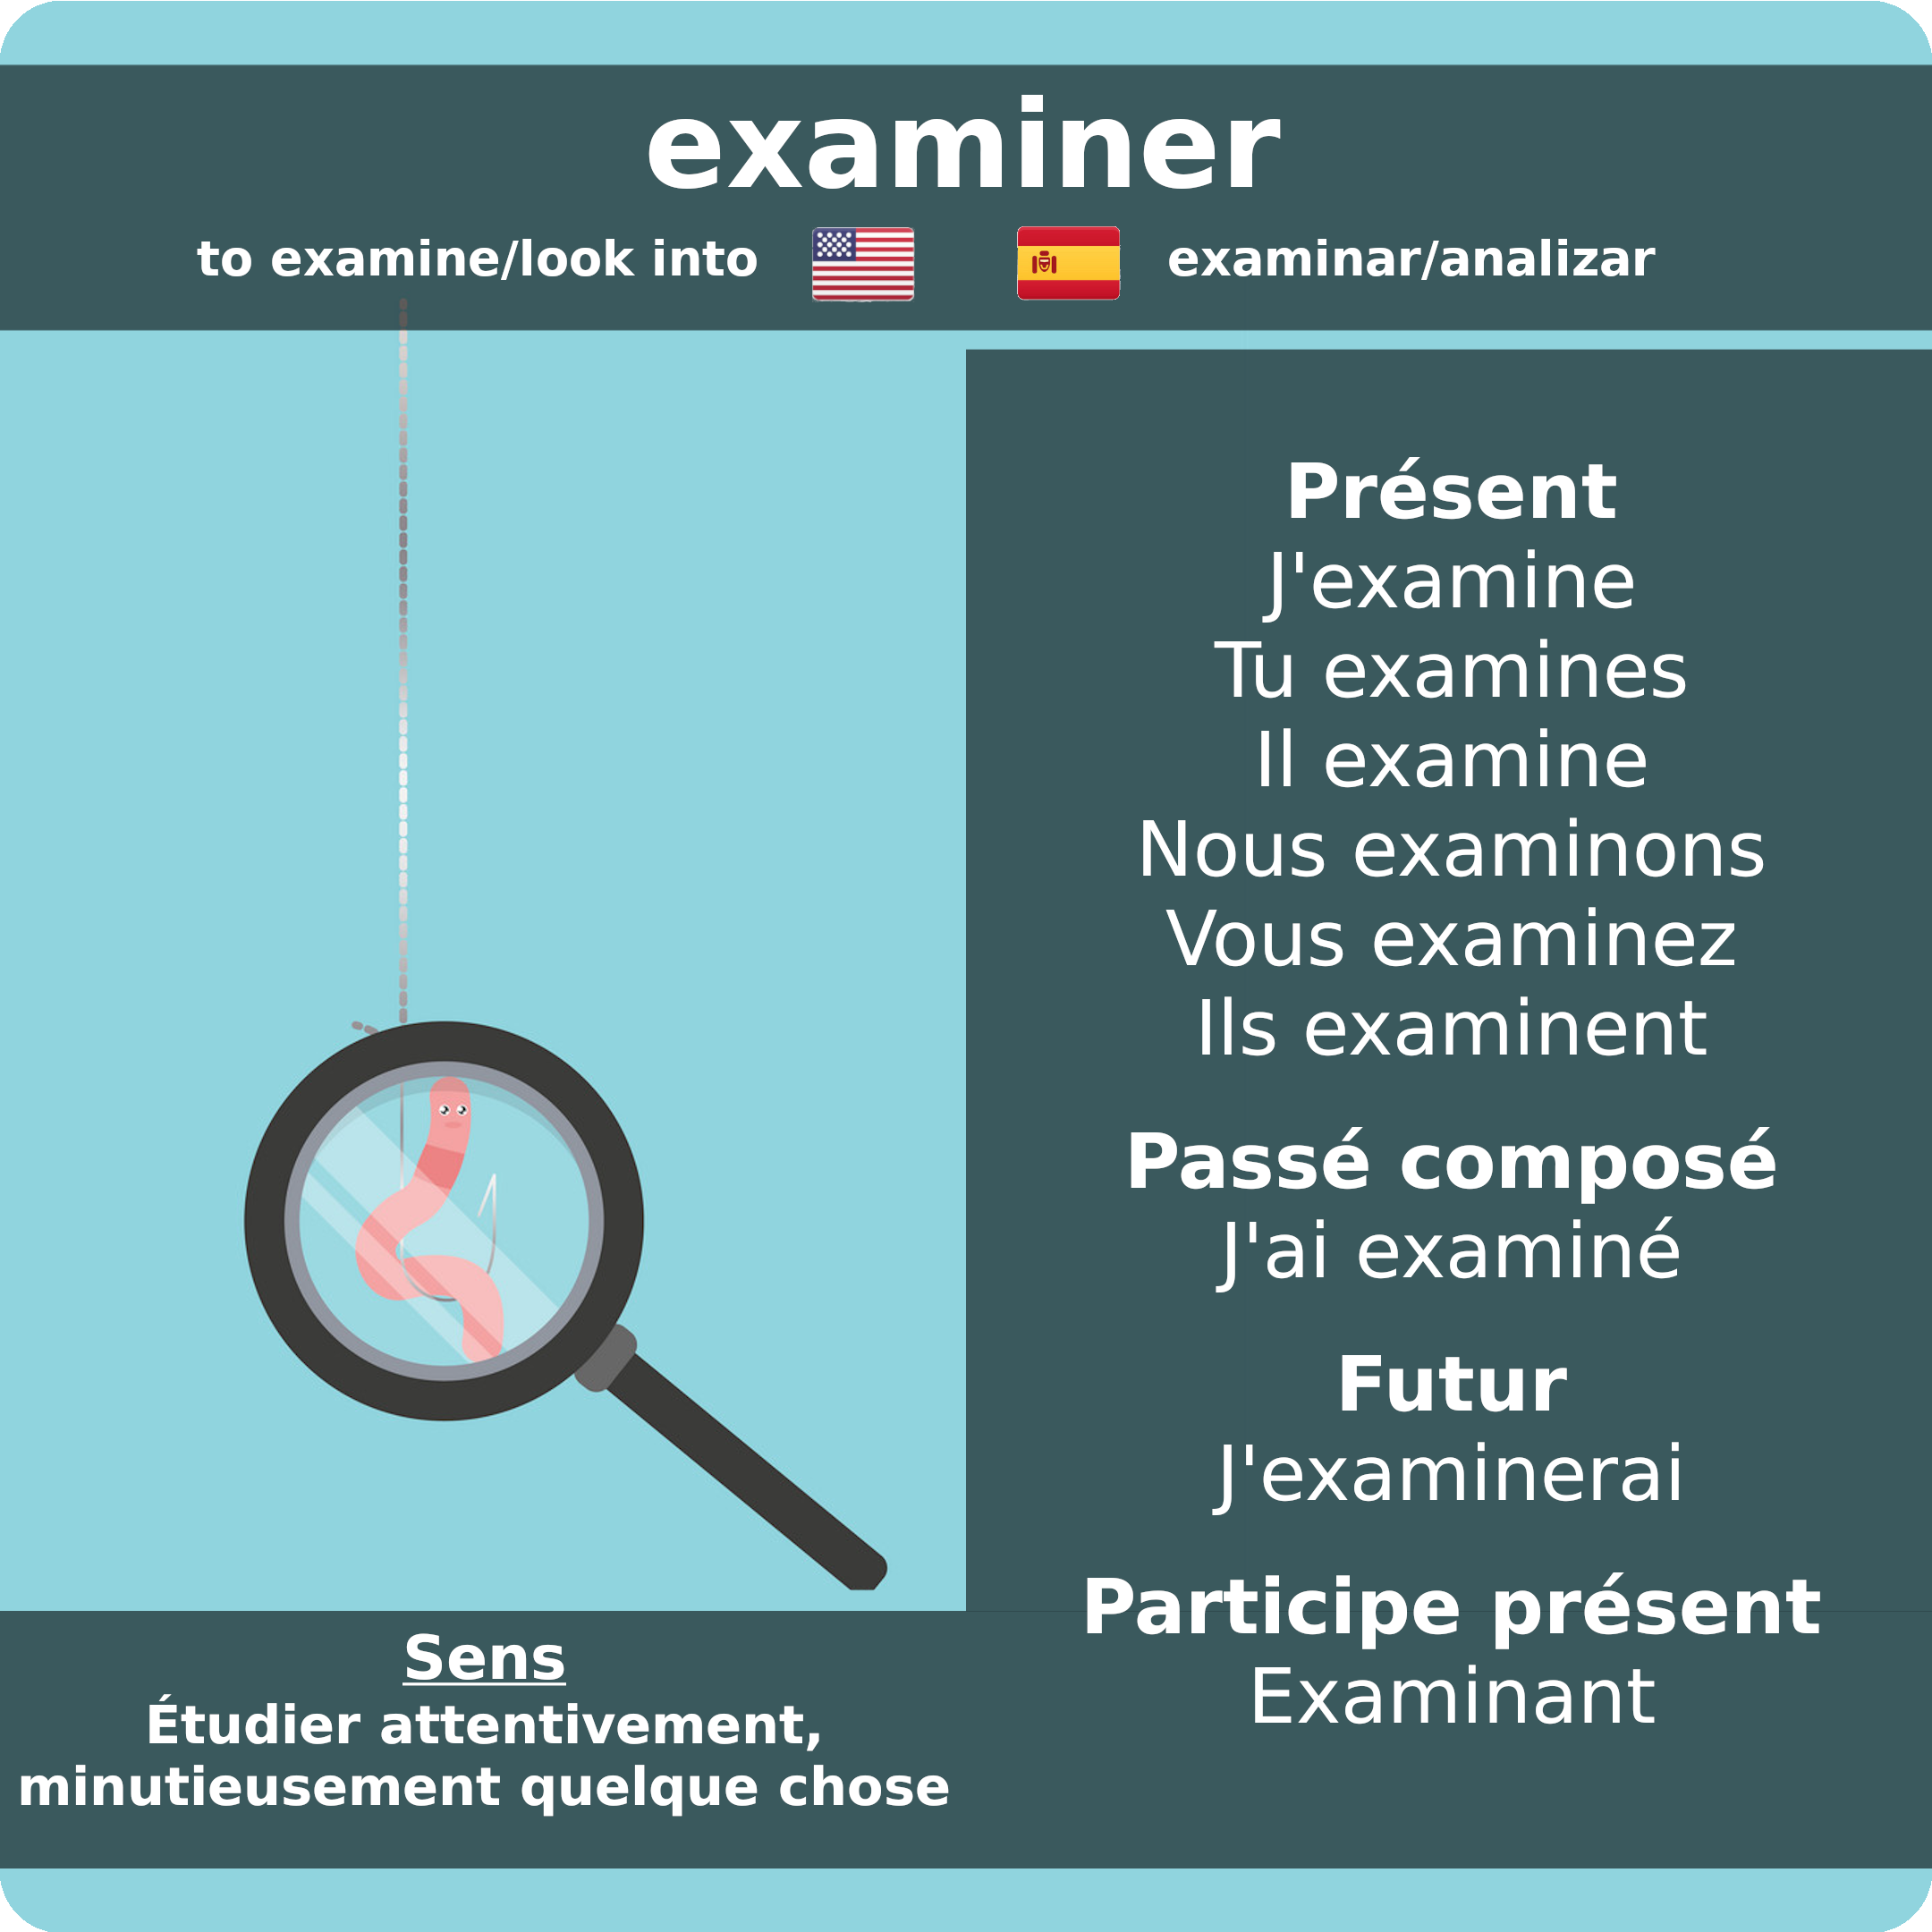 examiner
to examine/look into
examinar/analizar
Présent
J'examine
Tu examines
Il examine
Nous examinons
Vous examinez
Ils examinent
Passé composé
J'ai examiné
Futur
J'examinerai
Participe présent
Examinant
Sens
Étudier attentivement,
minutieusement quelque chose